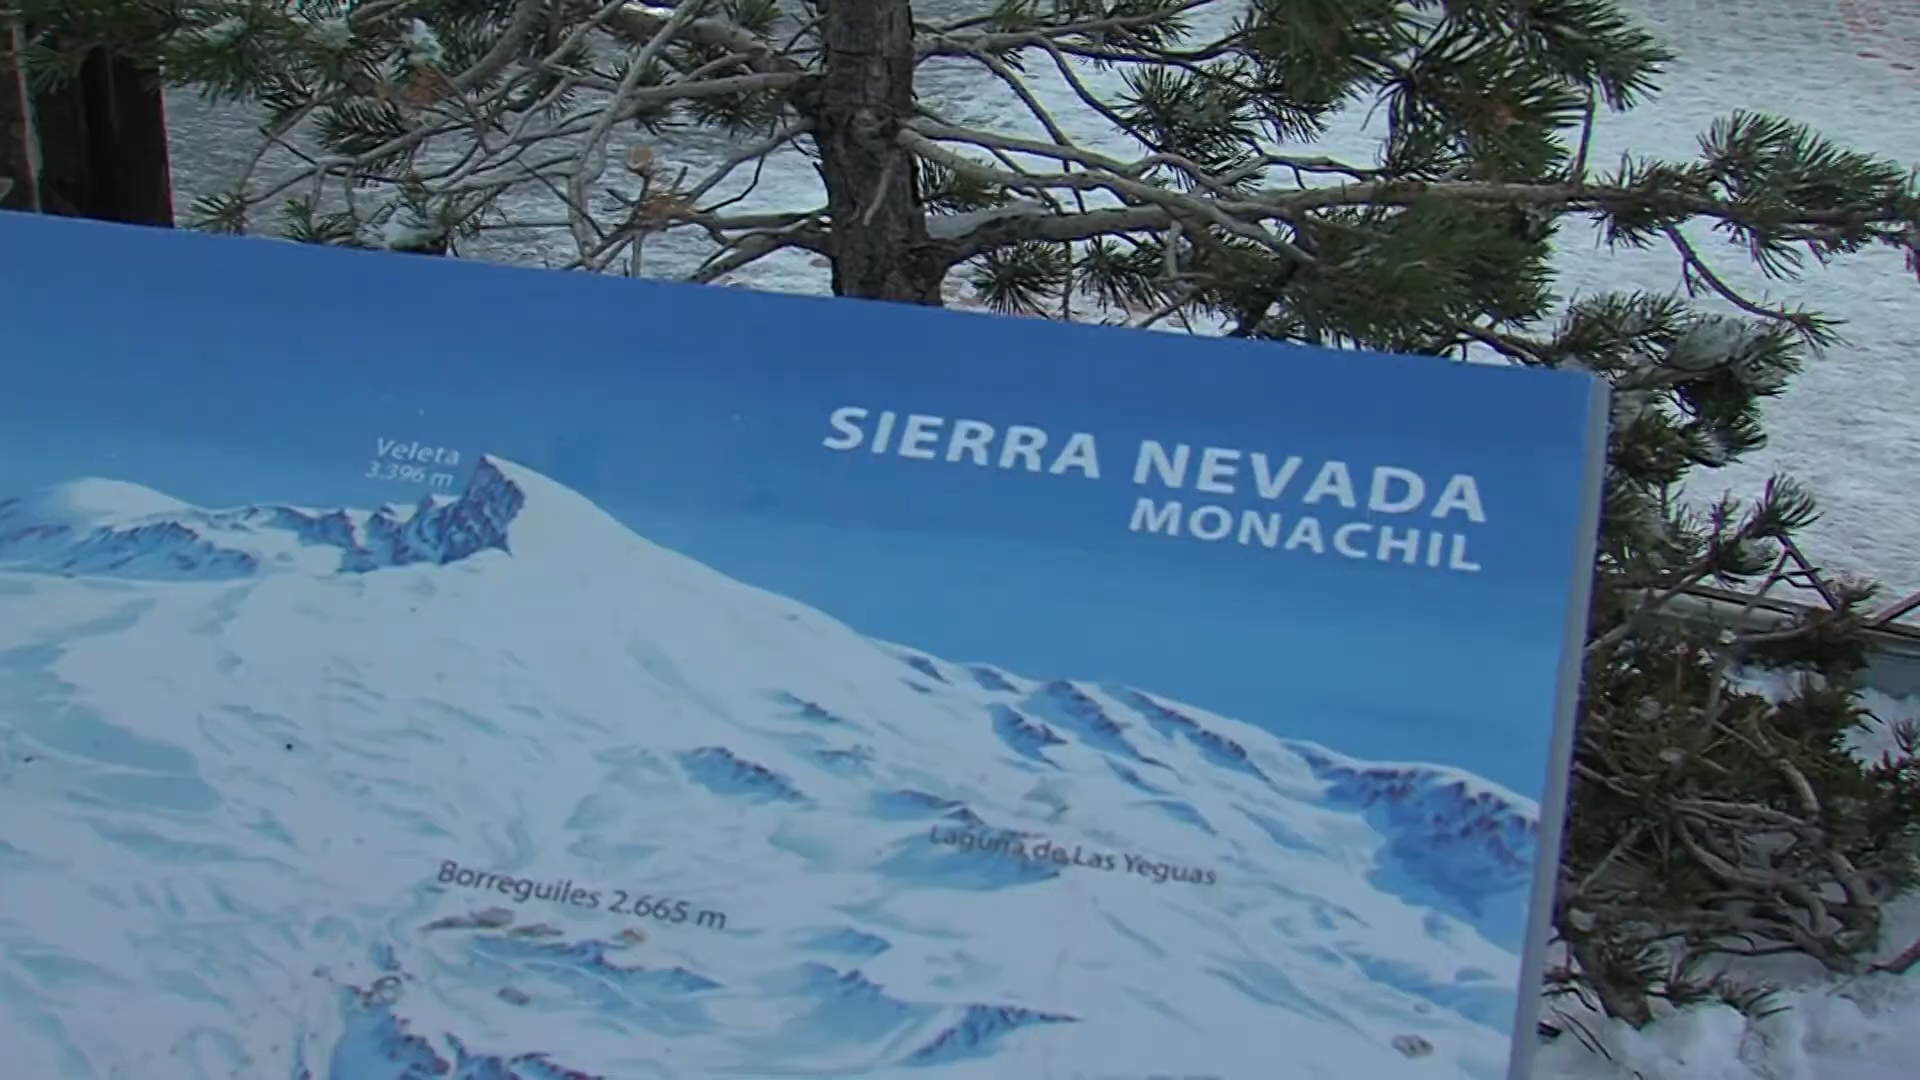 SIERRA NEVADA
MONACHIL
Veleta
3.396 m
Laguna de Las Yeguas
Borreguiles 2.665 m